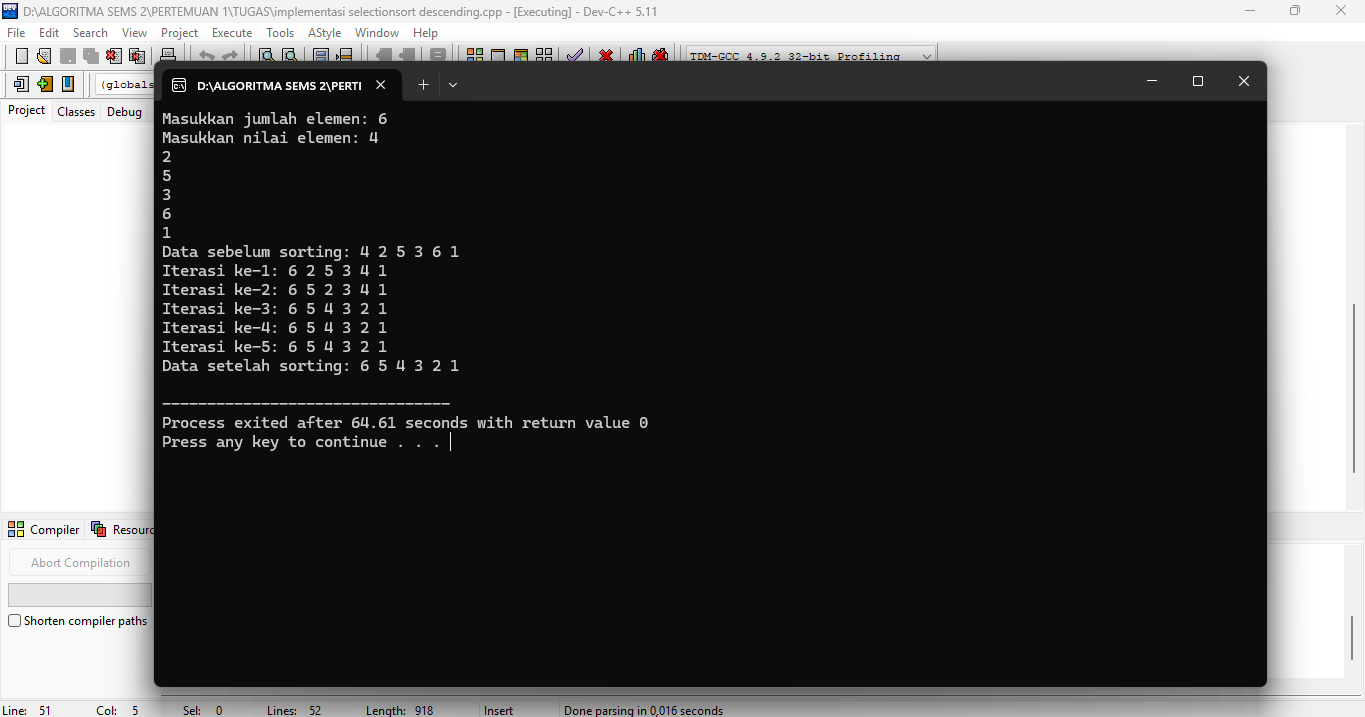 D:\ALGORITMA SEMS 2\PERTEMUAN 1\TUGAS\implementasi selectionsort descending.cpp - [Executing] - Dev-C++ 5.11
File Edit Search View Project Execute Tools AStyle Window Help
TDM-GCC 4.9.2 32-bit Profiling
(globals
D:\ALGORITMA SEMS 2\PERTI
Project Classes Debug
Masukkan jumlah elemen: 6
Masukkan nilai elemen: 4
2
5
3
6
1
Data sebelum sorting: 4 2 5 3 6 1
Iterasi ke-1: 6 2 5 3 4 1
Iterasi ke-2: 6 5 2 3 4 1
Iterasi ke-3: 6 5 4 3 2 1
Iterasi ke-4: 6 5 4 3 2 1
Iterasi ke-5: 6 5 4 3 2 1
Data setelah sorting: 6 5 4 3 2 1
--------------------------------
Process exited after 64.61 seconds with return value 0
Press any key to continue . . .
Compiler Resourc
Abort Compilation
Shorten compiler paths
Line: 51 Col: 5 Sel: 0 Lines: 52 Length: 918 Insert Done parsing in 0,016 seconds